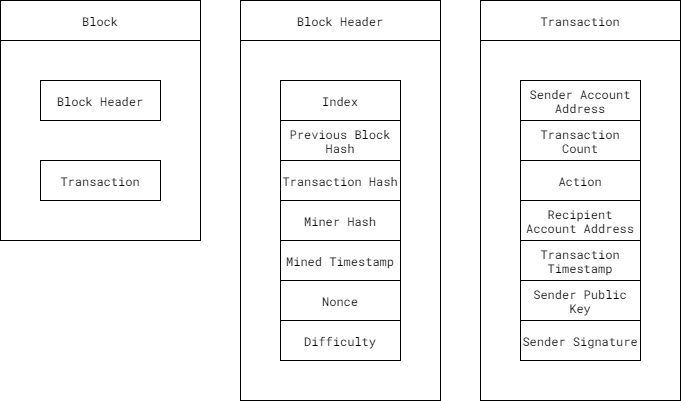 Block
Block Header
Transaction
Block Header
Index
Previous Block
Hash
Transaction Hash
Miner Hash
Mined Timestamp
Nonce
Difficulty
Transaction
Sender Account
Address
Transaction
Count
Action
Recipient
Account Address
Transaction
Timestamp
Sender Public
Key
Sender Signature